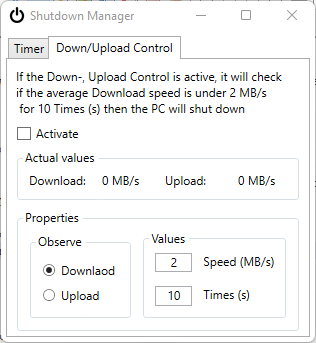 Shutdown Manager
Timer Down/Upload Control
If the Down-, Upload Control is active, it will check
if the average Download speed is under 2 MB/s
for 10 Times (s) then the PC will shut down
Activate
Actual values
Download: 0 MB/s Upload: 0 MB/s
Properties
Observe
Downlaod
Upload
Values
2 Speed (MB/s)
10 Times (s)